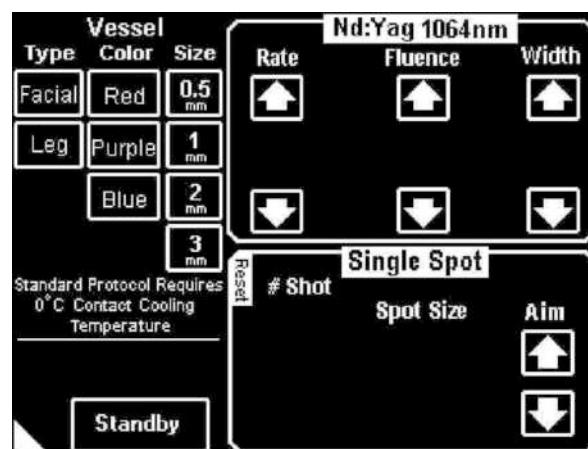 Vessel
Type Color Size
Facial Red 0.5 mm
Leg Purple 1 mm
Blue 2 mm
3 mm
Standard Protocol Requires
0°C Contact Cooling
Temperature
Standby
Nd:Yag 1064nm
Rate Fluence Width
Single Spot
Reset
# Shot
Spot Size
Aim